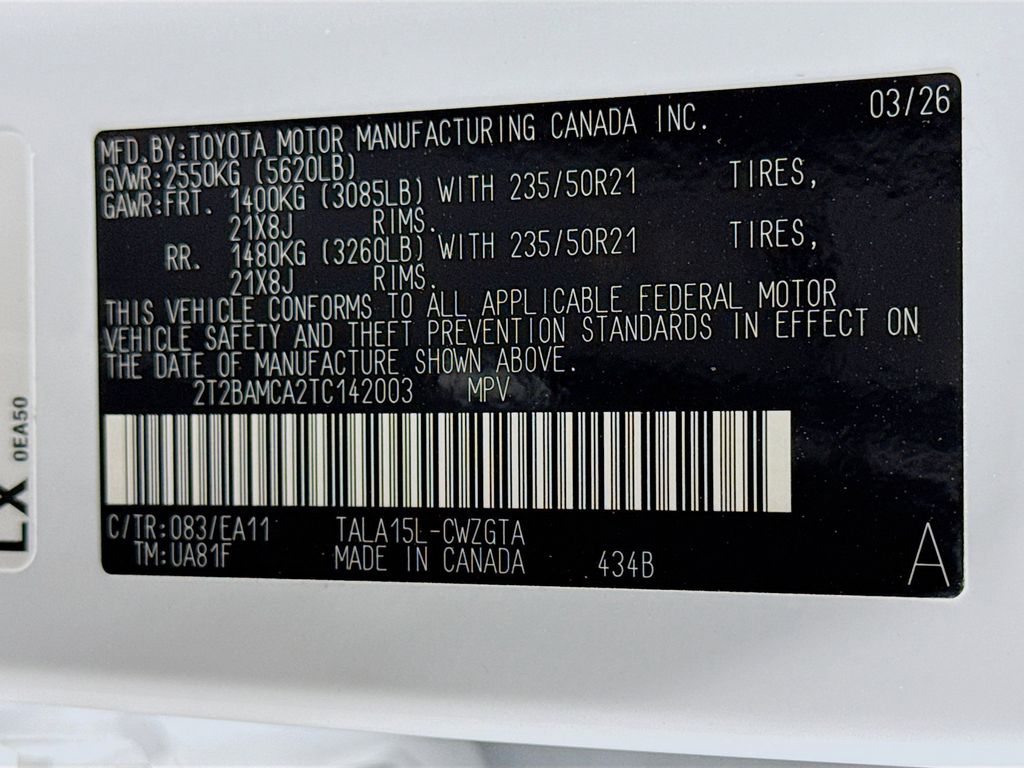 03/26
MFD.BY:TOYOTA MOTOR MANUFACTURING CANADA INC.
GVWR:2550KG (5620LB)
GAWR:FRT. 1400KG (3085LB) WITH 235/50R21 TIRES,
21X8J RIMS.
RR. 1480KG (3260LB) WITH 235/50R21 TIRES,
21X8J RIMS.
THIS VEHICLE CONFORMS TO ALL APPLICABLE FEDERAL MOTOR
VEHICLE SAFETY AND THEFT PREVENTION STANDARDS IN EFFECT ON
THE DATE OF MANUFACTURE SHOWN ABOVE.
2T2BAMCA2TC142003 MPV
C/TR:083/EA11 TALA15L-CWZGTA
TM:UA81F MADE IN CANADA 434B
A
LX
0EA50